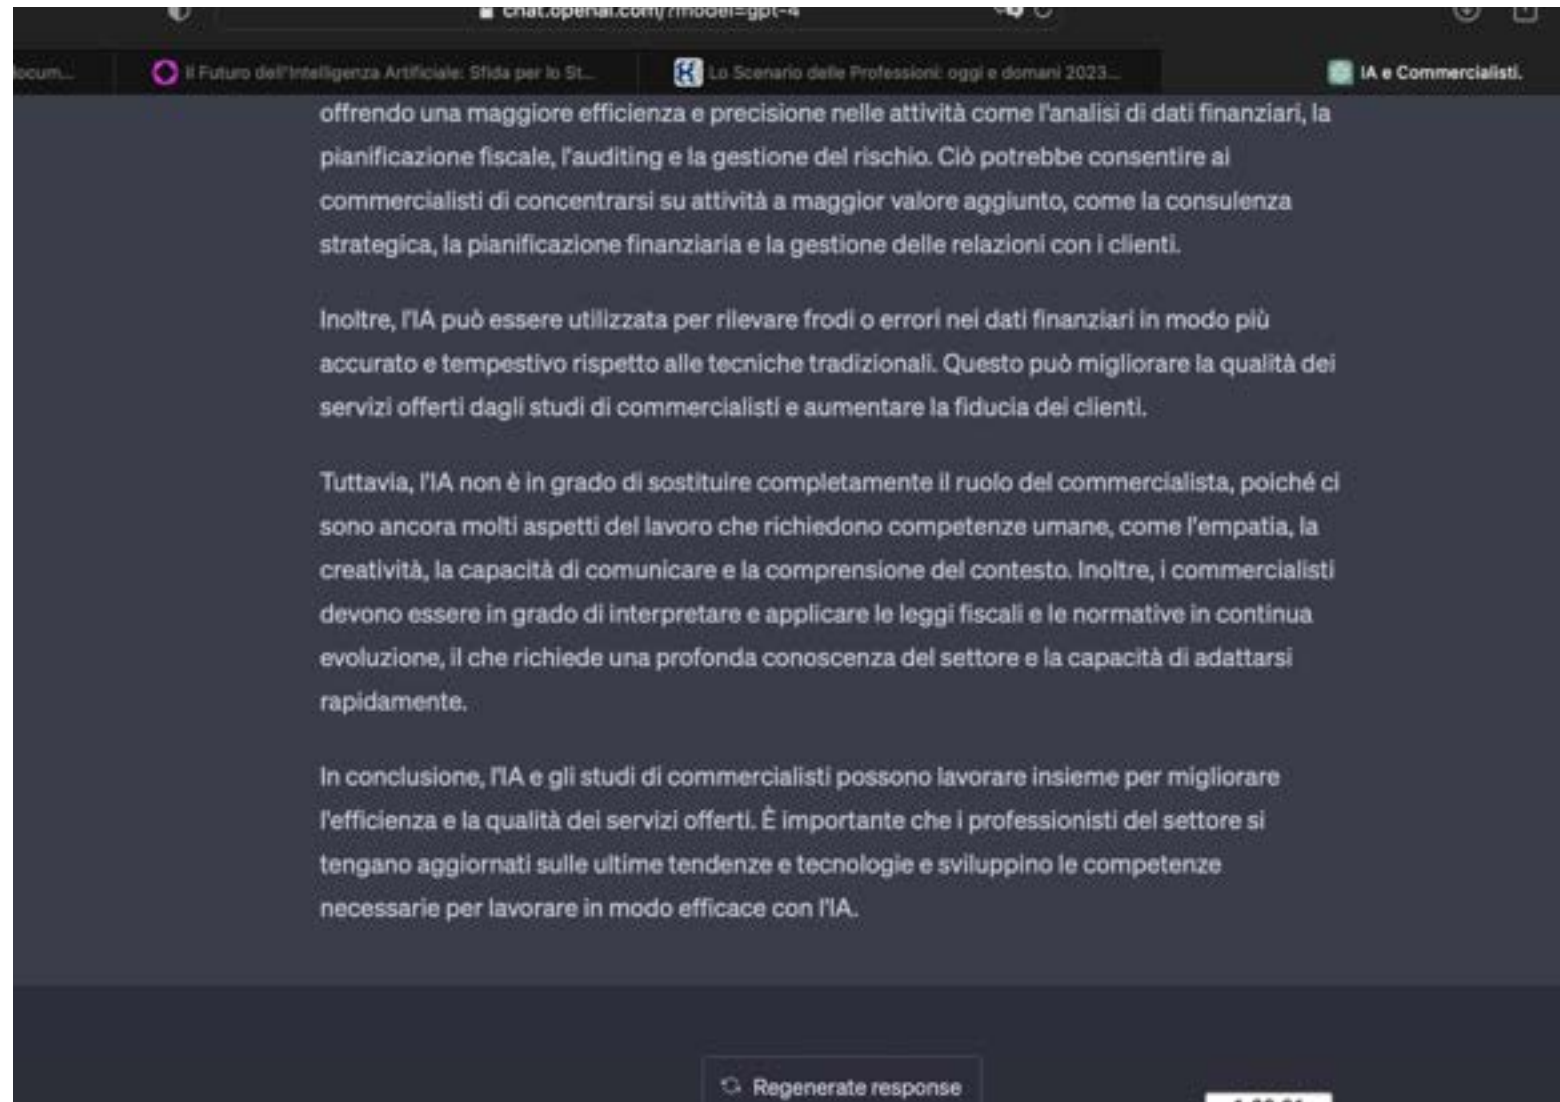 chat.openai.com/?model=gpt-4
docum...
Il Futuro dell'Intelligenza Artificiale: Sfida per lo St...
Lo Scenario delle Professioni: oggi e domani 2023...
IA e Commercialisti.
offrendo una maggiore efficienza e precisione nelle attività come l'analisi di dati finanziari, la
pianificazione fiscale, l'auditing e la gestione del rischio. Ciò potrebbe consentire ai
commercialisti di concentrarsi su attività a maggior valore aggiunto, come la consulenza
strategica, la pianificazione finanziaria e la gestione delle relazioni con i clienti.
Inoltre, l'IA può essere utilizzata per rilevare frodi o errori nei dati finanziari in modo più
accurato e tempestivo rispetto alle tecniche tradizionali. Questo può migliorare la qualità dei
servizi offerti dagli studi di commercialisti e aumentare la fiducia dei clienti.
Tuttavia, l'IA non è in grado di sostituire completamente il ruolo del commercialista, poiché ci
sono ancora molti aspetti del lavoro che richiedono competenze umane, come l'empatia, la
creatività, la capacità di comunicare e la comprensione del contesto. Inoltre, i commercialisti
devono essere in grado di interpretare e applicare le leggi fiscali e le normative in continua
evoluzione, il che richiede una profonda conoscenza del settore e la capacità di adattarsi
rapidamente.
In conclusione, l'IA e gli studi di commercialisti possono lavorare insieme per migliorare
l'efficienza e la qualità dei servizi offerti. È importante che i professionisti del settore si
tengano aggiornati sulle ultime tendenze e tecnologie e sviluppino le competenze
necessarie per lavorare in modo efficace con l'IA.
Regenerate response